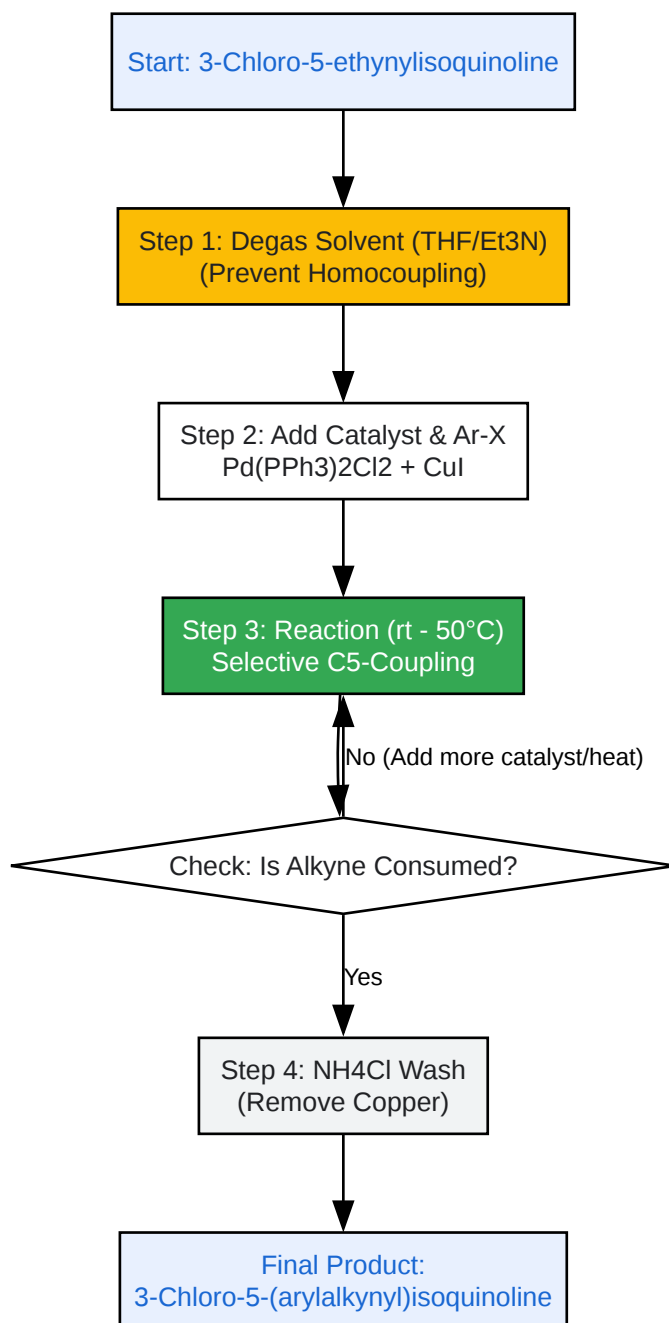 Start: 3-Chloro-5-ethynylisoquinoline
Step 1: Degas Solvent (THF/Et3N)
(Prevent Homocoupling)
Step 2: Add Catalyst & Ar-X
Pd(PPh3)2Cl2 + CuI
Step 3: Reaction (rt - 50°C)
Selective C5-Coupling
No (Add more catalyst/heat)
Check: Is Alkyne Consumed?
Yes
Step 4: NH4Cl Wash
(Remove Copper)
Final Product:
3-Chloro-5-(arylalkynyl)isoquinoline